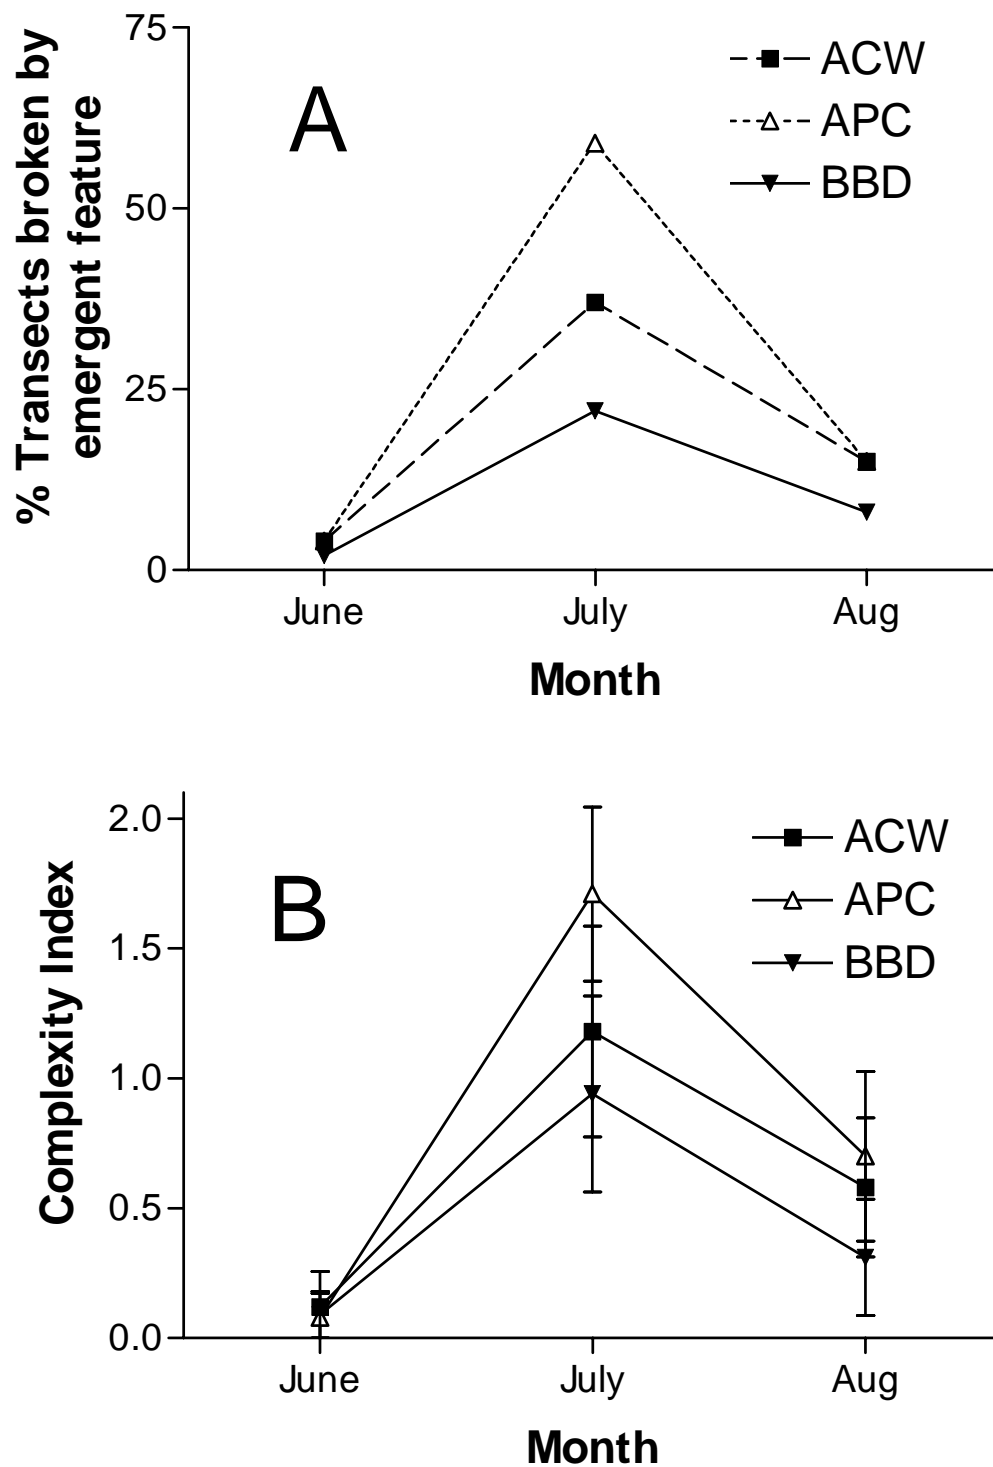 % Transects broken by
emergent feature
75
50
25
0
A
ACW
APC
BBD
June July Aug
Month
Complexity Index
2.0
1.5
1.0
0.5
0.0
B
ACW
APC
BBD
June July Aug
Month